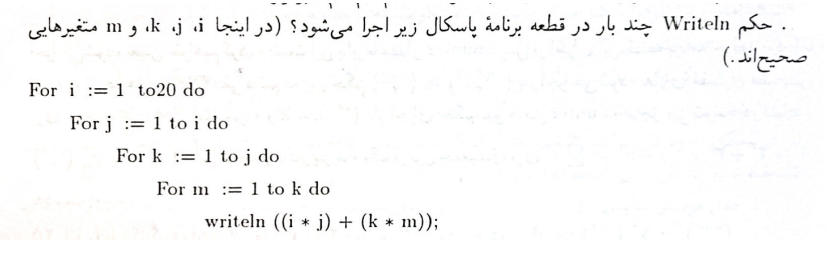 . حکم Writeln چند بار در قطعه برنامهٔ پاسکال زیر اجرا می‌شود؟ (در اینجا i، j، k، و m متغیرهایی
صحیح‌اند.)
For i := 1 to20 do
For j := 1 to i do
For k := 1 to j do
For m := 1 to k do
writeln ((i * j) + (k * m));